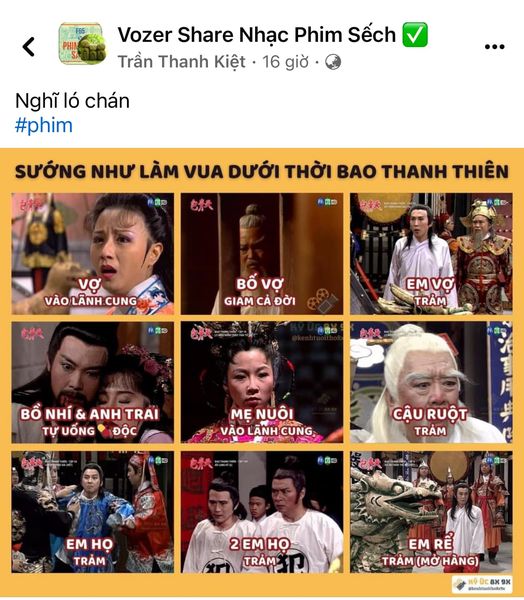 Vozer Share Nhạc Phim Sếch ✅
Trần Thanh Kiệt · 16 giờ ·
Nghĩ ló chán
#phim
SƯỚNG NHƯ LÀM VUA DƯỚI THỜI BAO THANH THIÊN
VỢ
VÀO LÃNH CUNG
BỐ VỢ
GIAM CẢ ĐỜI
EM VỢ
TRẢM
BỒ NHÍ & ANH TRAI
TỰ UỐNG 💊 ĐỘC
MẸ NUÔI
VÀO LÃNH CUNG
CẬU RUỘT
TRẢM
EM HỌ
TRẢM
2 EM HỌ
TRẢM
犯
犯
EM RỂ
TRẢM (MỞ HÀNG)
KÝ ỨC 8X 9X